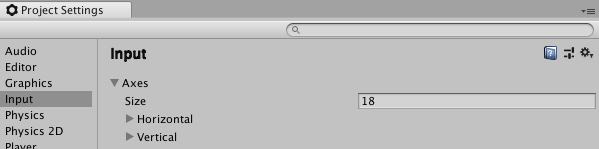 Project Settings
Audio
Editor
Graphics
Input
Physics
Physics 2D
Player
Input
Axes
Size 18
Horizontal
Vertical